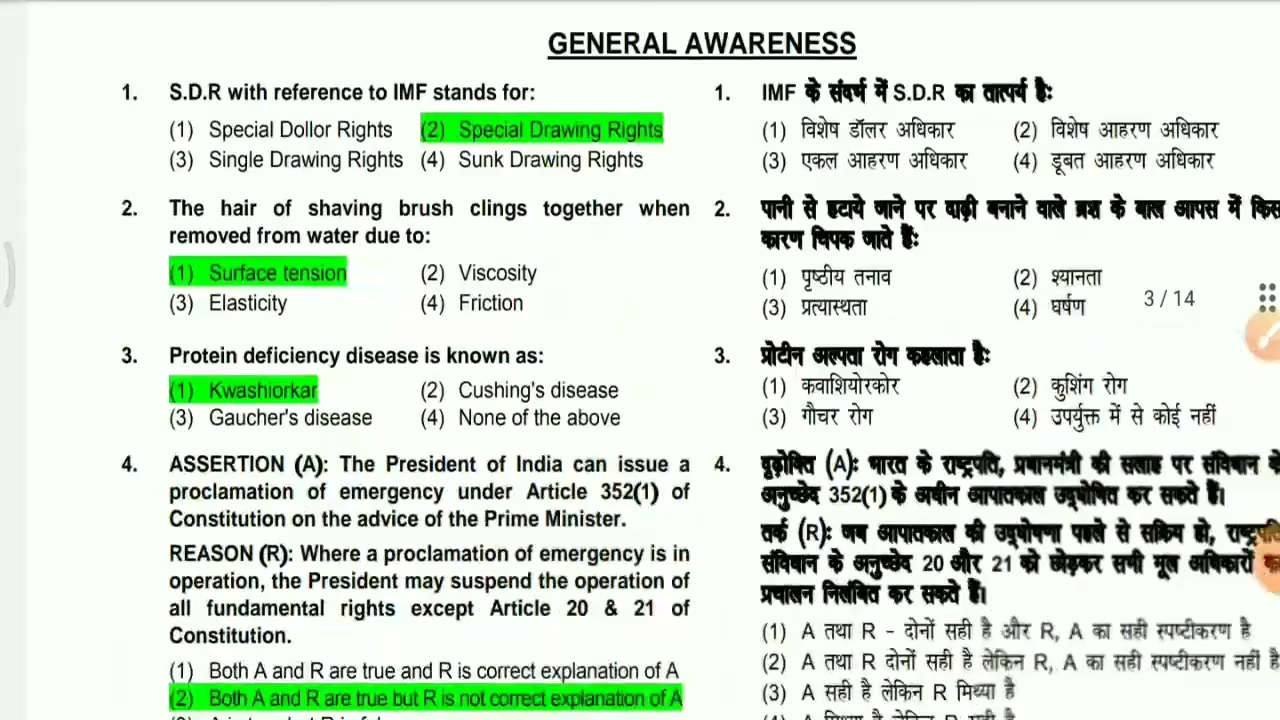 GENERAL AWARENESS
1. S.D.R with reference to IMF stands for:
(1) Special Dollor Rights (2) Special Drawing Rights
(3) Single Drawing Rights (4) Sunk Drawing Rights
2. The hair of shaving brush clings together when
removed from water due to:
(1) Surface tension (2) Viscosity
(3) Elasticity (4) Friction
3. Protein deficiency disease is known as:
(1) Kwashiorkar (2) Cushing's disease
(3) Gaucher's disease (4) None of the above
4. ASSERTION (A): The President of India can issue a
proclamation of emergency under Article 352(1) of
Constitution on the advice of the Prime Minister.
REASON (R): Where a proclamation of emergency is in
operation, the President may suspend the operation of
all fundamental rights except Article 20 & 21 of
Constitution.
(1) Both A and R are true and R is correct explanation of A
(2) Both A and R are true but R is not correct explanation of A
1. IMF के संदर्भ में S.D.R का तात्पर्य है:
(1) विशेष डॉलर अधिकार (2) विशेष आहरण अधिकार
(3) एकल आहरण अधिकार (4) डूबत आहरण अधिकार
2. पानी से हटाये जाने पर दाढ़ी बनाने वाले ब्रश के बाल आपस में
कारण चिपक जाते हैं:
(1) पृष्ठीय तनाव (2) श्यानता
(3) प्रत्यास्थता (4) घर्षण
3 / 14
3. प्रोटीन अल्पता रोग कहलाता है:
(1) कवाशियोरकोर (2) कुशिंग रोग
(3) गौचर रोग (4) उपर्युक्त में से कोई नहीं
4. दृढ़ोक्ति (A): भारत के राष्ट्रपति, प्रधानमंत्री की सलाह पर संविधान के
अनुच्छेद 352(1) के अधीन आपातकाल उद्घोषित कर सकते हैं।
तर्क (R): जब आपातकाल की उद्घोषणा पहले से सक्रिय हो,
संविधान के अनुच्छेद 20 और 21 को छोड़कर सभी मूल अधिकारों
प्रचालन निलंबित कर सकते हैं।
(1) A तथा R - दोनों सही है और R, A का सही स्पष्टीकरण है
(2) A तथा R दोनों सही है लेकिन R, A का सही स्पष्टीकरण नहीं है
(3) A सही है लेकिन R मिथ्या है